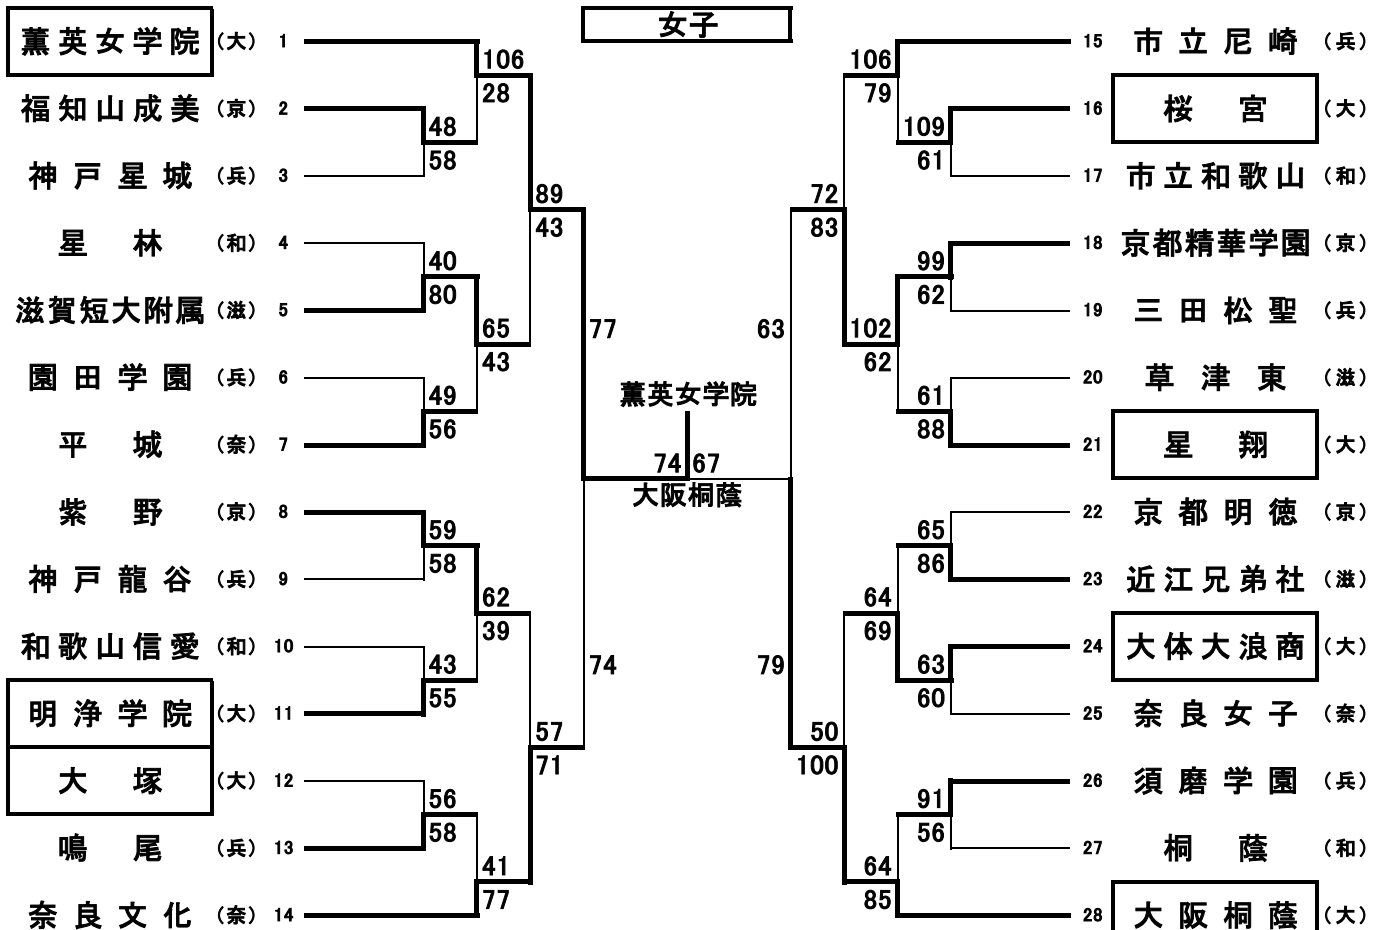 女子
薫英女学院 (大) 1
福知山成美 (京) 2
神戸星城 (兵) 3
星林 (和) 4
滋賀短大附属 (滋) 5
園田学園 (兵) 6
平城 (奈) 7
紫野 (京) 8
神戸龍谷 (兵) 9
和歌山信愛 (和) 10
明浄学院 (大) 11
大塚 (大) 12
鳴尾 (兵) 13
奈良文化 (奈) 14
106
28
48
58
89
43
40
80
65
43
49
56
77
59
58
62
39
43
55
74
57
71
56
58
41
77
薫英女学院
74 67
大阪桐蔭
106
79
109
61
72
83
99
62
102
62
61
88
63
65
86
64
69
63
60
79
50
100
91
56
64
85
15 市立尼崎 (兵)
16 桜宮 (大)
17 市立和歌山 (和)
18 京都精華学園 (京)
19 三田松聖 (兵)
20 草津東 (滋)
21 星翔 (大)
22 京都明徳 (京)
23 近江兄弟社 (滋)
24 大体大浪商 (大)
25 奈良女子 (奈)
26 須磨学園 (兵)
27 桐蔭 (和)
28 大阪桐蔭 (大)